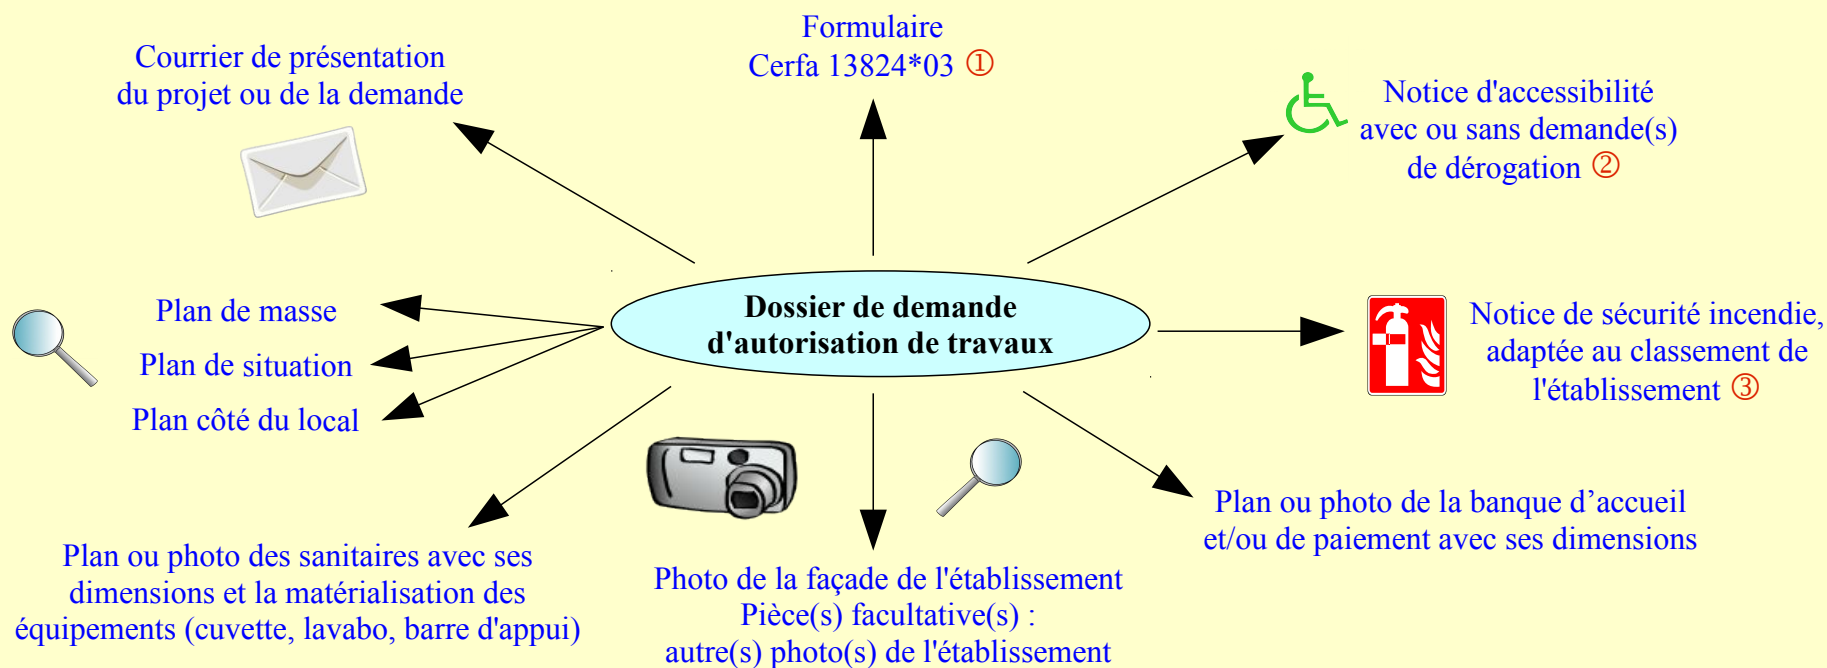 Formulaire
Cerfa 13824*03 ①
Courrier de présentation
du projet ou de la demande
Notice d'accessibilité
avec ou sans demande(s)
de dérogation ②
Plan de masse
Plan de situation
Plan côté du local
Dossier de demande
d'autorisation de travaux
Notice de sécurité incendie,
adaptée au classement de
l'établissement ③
Plan ou photo de la banque d’accueil
et/ou de paiement avec ses dimensions
Plan ou photo des sanitaires avec ses
dimensions et la matérialisation des
équipements (cuvette, lavabo, barre d'appui)
Photo de la façade de l'établissement
Pièce(s) facultative(s) :
autre(s) photo(s) de l'établissement